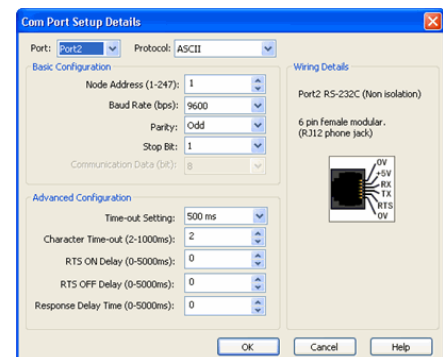 Com Port Setup Details
Port: Port2 Protocol: ASCII
Basic Configuration
Node Address (1-247): 1
Baud Rate (bps): 9600
Parity: Odd
Stop Bit: 1
Communication Data (bit): 8
Advanced Configuration
Time-out Setting: 500 ms
Character Time-out (2-1000ms): 2
RTS ON Delay (0-5000ms): 0
RTS OFF Delay (0-5000ms): 0
Response Delay Time (0-5000ms): 0
Wiring Details
Port2 RS-232C (Non isolation)
6 pin female modular.
(RJ12 phone jack)
0V
+5V
RX
TX
RTS
0V
OK Cancel Help